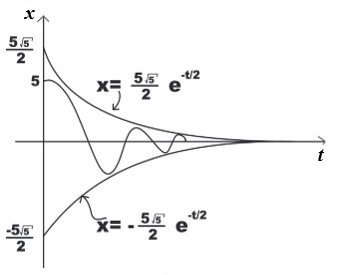 x
5√5
2
5
x= 5√5/2 e^-t/2
t
-5√5
2
x= - 5√5/2 e^-t/2